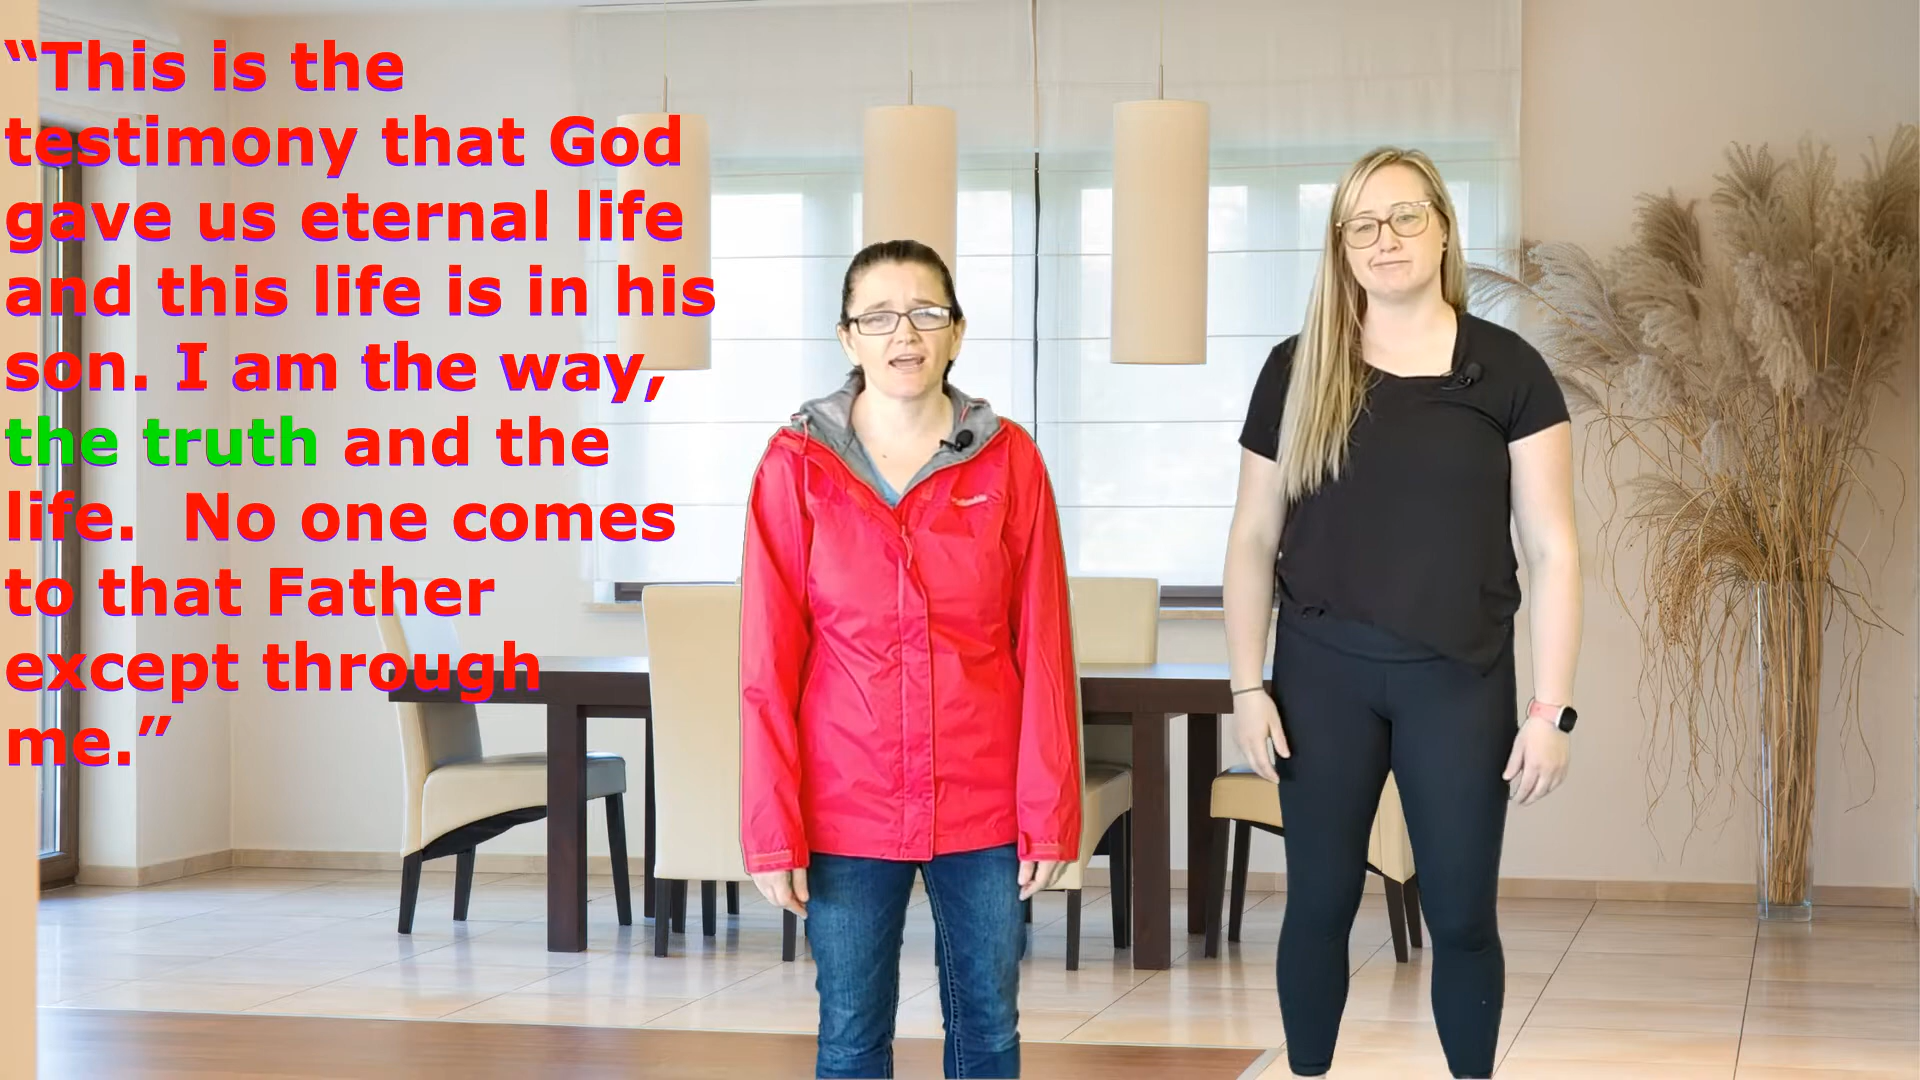 “This is the
testimony that God
gave us eternal life
and this life is in his
son. I am the way,
the truth and the
life.  No one comes
to that Father
except through
me.”